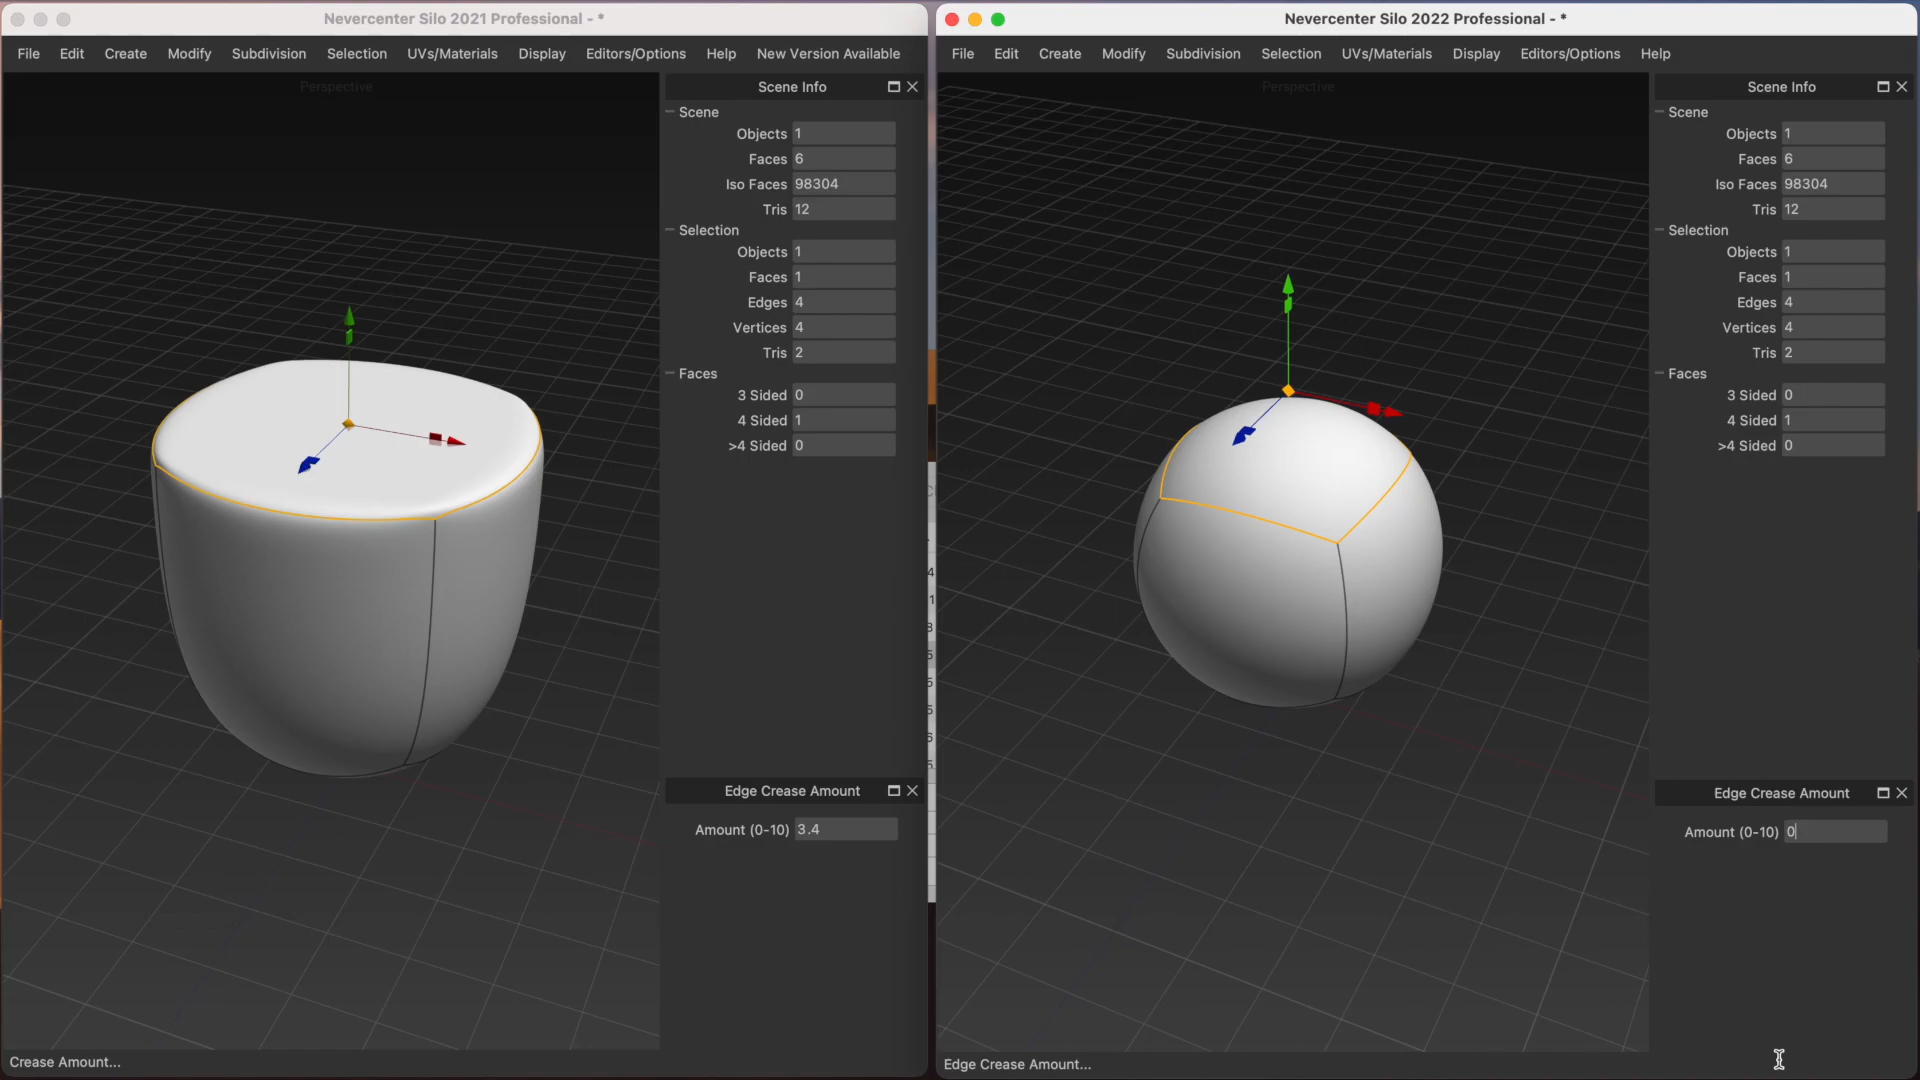 Nevercenter Silo 2021 Professional - *
File Edit Create Modify Subdivision Selection UVs/Materials Display Editors/Options Help New Version Available
Perspective
Scene Info
Scene
Objects 1
Faces 6
Iso Faces 98304
Tris 12
Selection
Objects 1
Faces 1
Edges 4
Vertices 4
Tris 2
Faces
3 Sided 0
4 Sided 1
>4 Sided 0
Edge Crease Amount
Amount (0-10) 3.4
Crease Amount...
Nevercenter Silo 2022 Professional - *
File Edit Create Modify Subdivision Selection UVs/Materials Display Editors/Options Help
Perspective
Scene Info
Scene
Objects 1
Faces 6
Iso Faces 98304
Tris 12
Selection
Objects 1
Faces 1
Edges 4
Vertices 4
Tris 2
Faces
3 Sided 0
4 Sided 1
>4 Sided 0
Edge Crease Amount
Amount (0-10) 0
Edge Crease Amount...